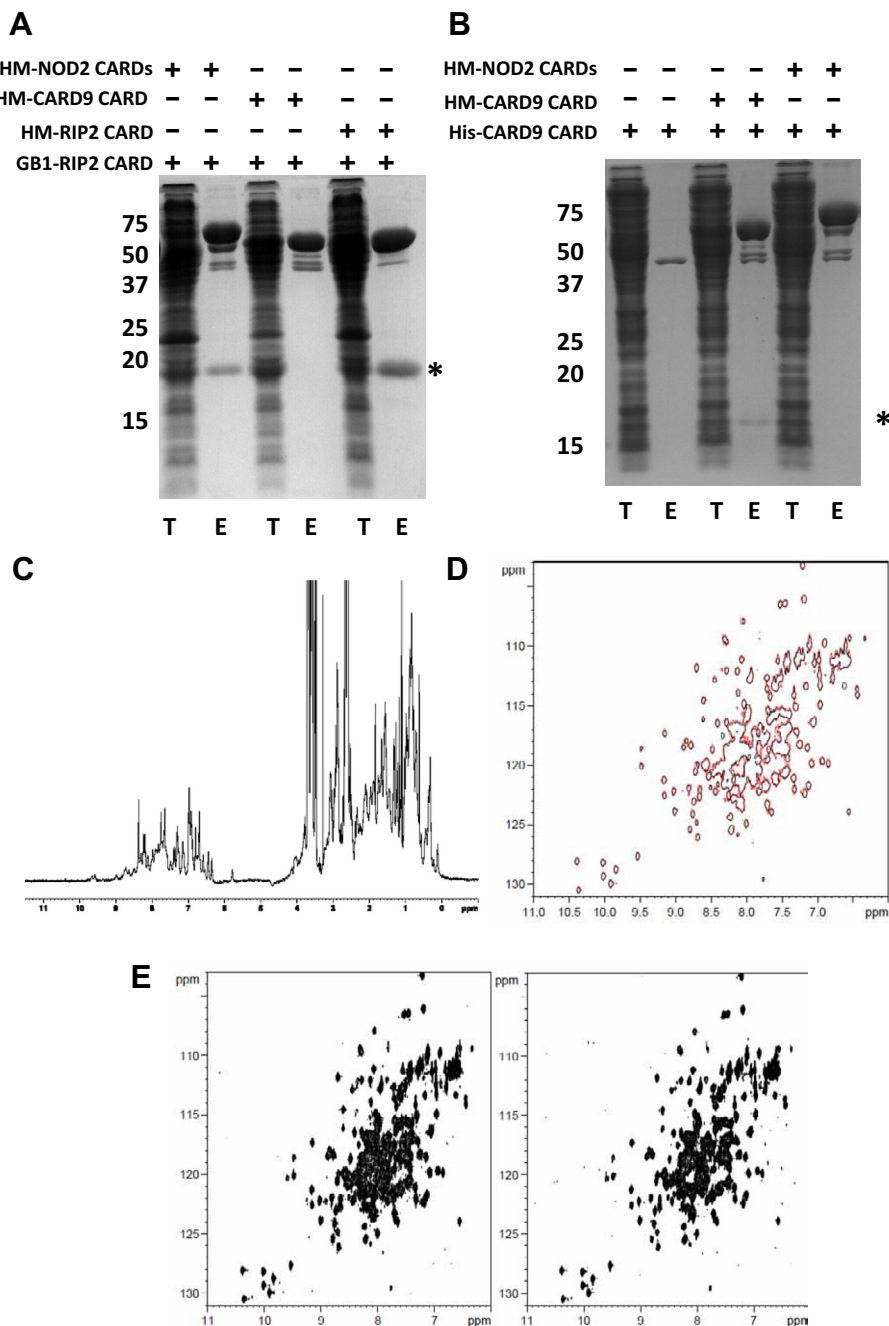 A
HM-NOD2 CARDs + + − − − −
HM-CARD9 CARD − − + + − −
HM-RIP2 CARD − − − − + +
GB1-RIP2 CARD + + + + + +
75
50
37
25
20
15
*
T E T E T E
B
HM-NOD2 CARDs − − − − + +
HM-CARD9 CARD − − + + − −
His-CARD9 CARD + + + + + +
75
50
37
25
20
15
*
T E T E T E
C
11 10 9 8 7 6 5 4 3 2 1 0 ppm
D
ppm
110
115
120
125
130
11.0 10.5 10.0 9.5 9.0 8.5 8.0 7.5 7.0 ppm
E
ppm
110
115
120
125
130
11 10 9 8 7 ppm
ppm
110
115
120
125
130
11 10 9 8 7 ppm